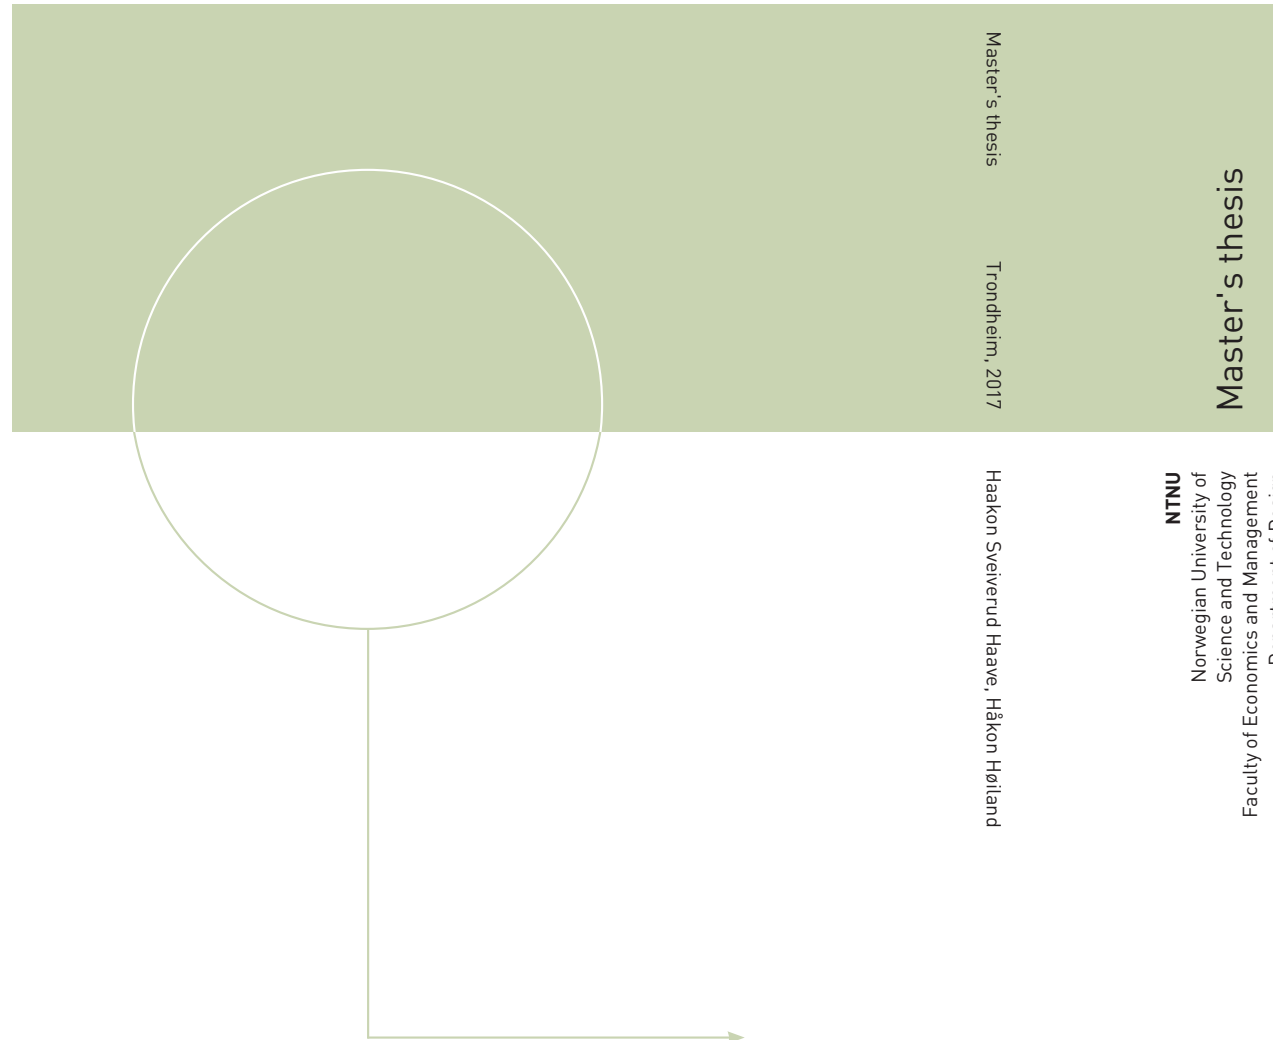 Master's thesis
Trondheim, 2017
Haakon Sveiverud Haave, Håkon Høiland
Master's thesis
NTNU
Norwegian University of
Science and Technology
Faculty of Economics and Management